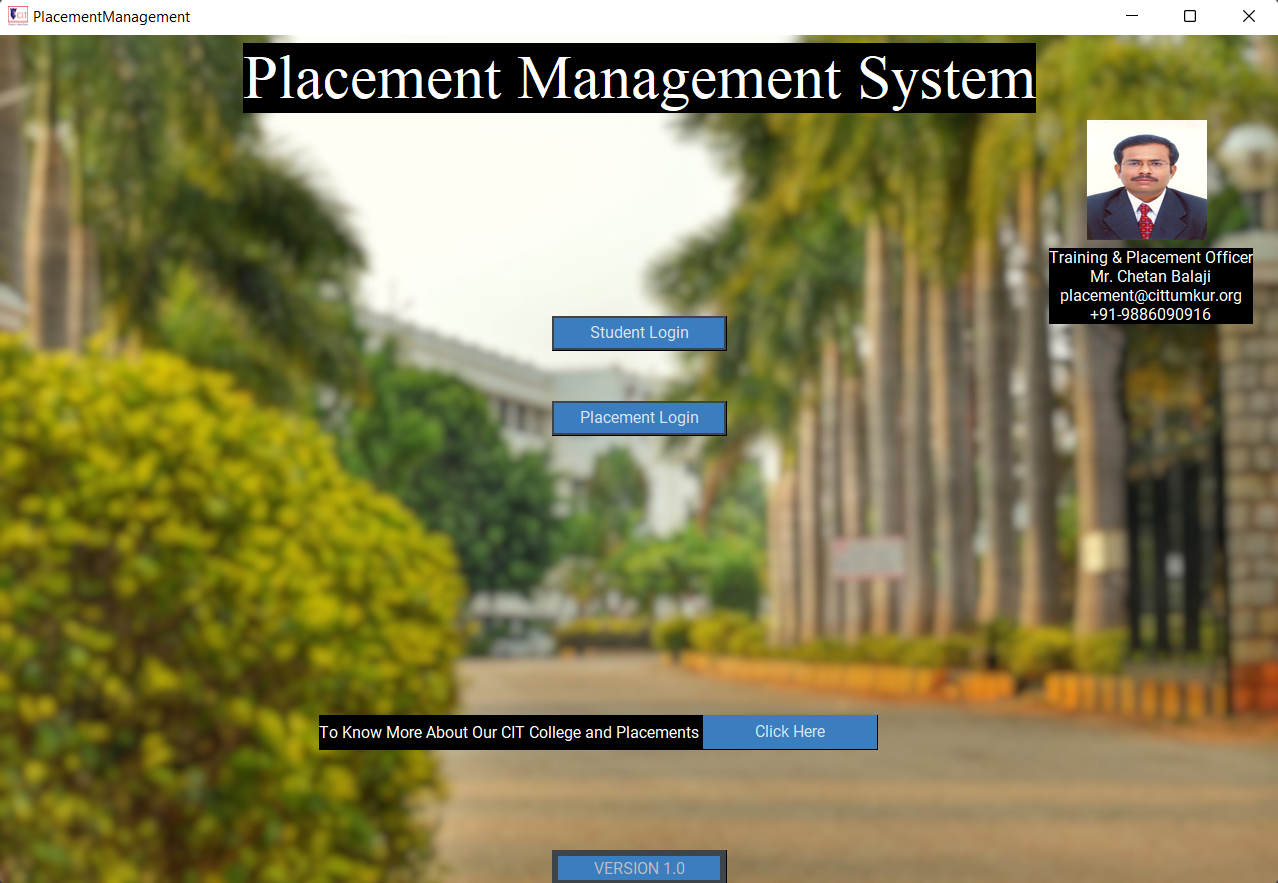 PlacementManagement
Placement Management System
Training & Placement Officer
Mr. Chetan Balaji
placement@cittumkur.org
+91-9886090916
Student Login
Placement Login
To Know More About Our CIT College and Placements Click Here
VERSION 1.0